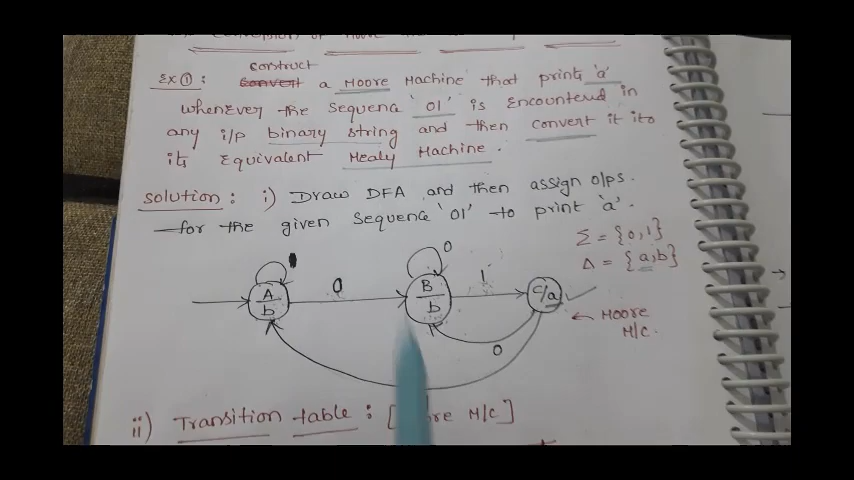 Ex ① : construct a Moore Machine that print 'a'
whenever the sequence '01' is encountered in
any i/p binary string and then convert it ito
its Equivalent Mealy Machine.
Solution : i) Draw DFA and then assign o/ps.
for the given sequence '01' to print 'a'.
Σ = {0,1}
Δ = {a,b}
0
0
1
A
b
B
b
C/a
← Moore
M/C.
0
ii) Transition table : [ M/C ]